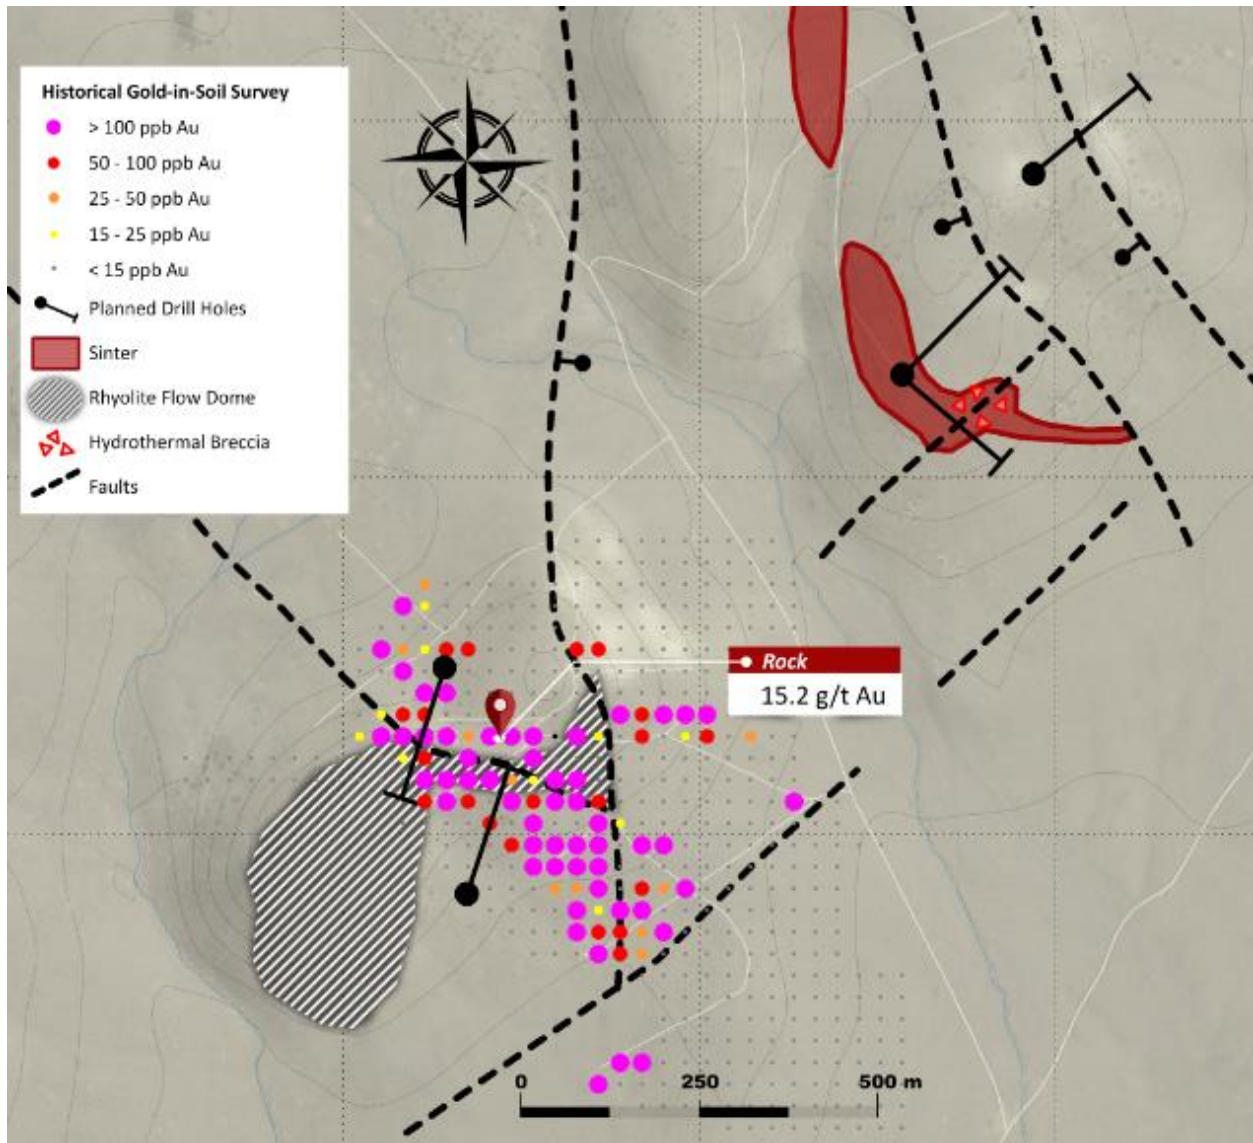 Historical Gold-in-Soil Survey
> 100 ppb Au
50 - 100 ppb Au
25 - 50 ppb Au
15 - 25 ppb Au
< 15 ppb Au
Planned Drill Holes
Sinter
Rhyolite Flow Dome
Hydrothermal Breccia
Faults
Rock
15.2 g/t Au
0 250 500 m